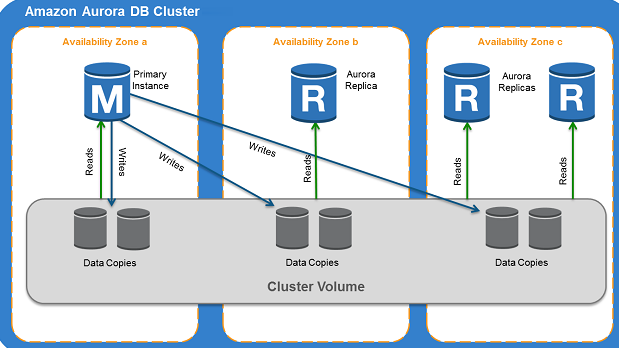 Amazon Aurora DB Cluster
Availability Zone a
Availability Zone b
Availability Zone c
M
Primary
Instance
R
Aurora
Replica
R
Aurora
Replicas
R
Reads
Writes
Writes
Writes
Reads
Reads
Reads
Data Copies
Data Copies
Data Copies
Cluster Volume